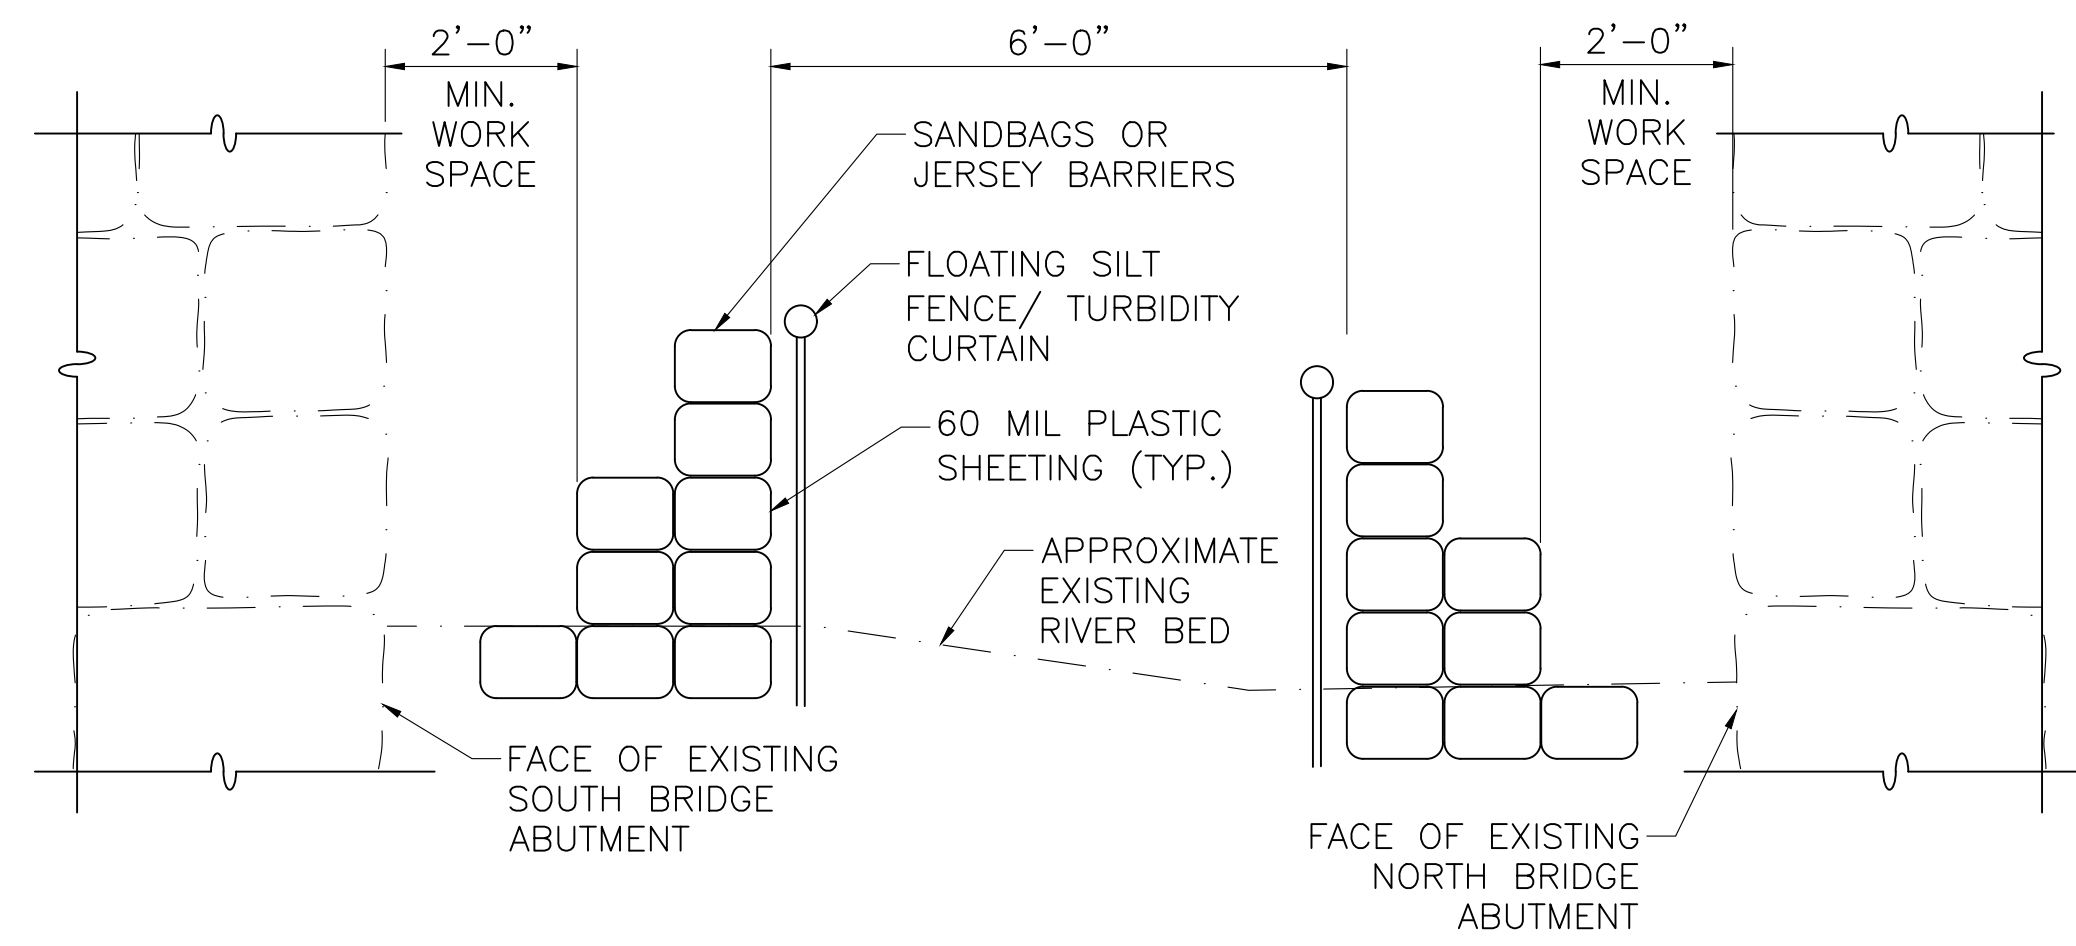 2'-0"
MIN.
WORK
SPACE
6'-0"
2'-0"
MIN.
WORK
SPACE
SANDBAGS OR
JERSEY BARRIERS
FLOATING SILT
FENCE/ TURBIDITY
CURTAIN
60 MIL PLASTIC
SHEETING (TYP.)
APPROXIMATE
EXISTING
RIVER BED
FACE OF EXISTING
SOUTH BRIDGE
ABUTMENT
FACE OF EXISTING
NORTH BRIDGE
ABUTMENT